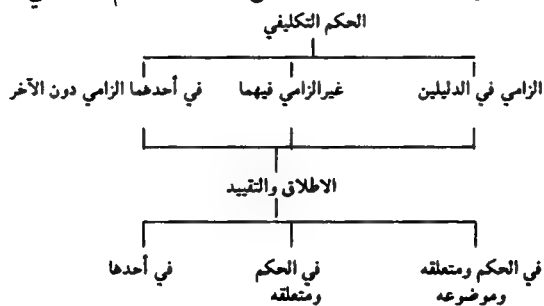 الحكم التكليفي
الزامي في الدليلين
غيرالزامي فيهما
في أحدهما الزامي دون الآخر
الاطلاق والتقييد
في الحكم ومتعلقه
وموضوعه
في الحكم
ومتعلقه
في أحدها